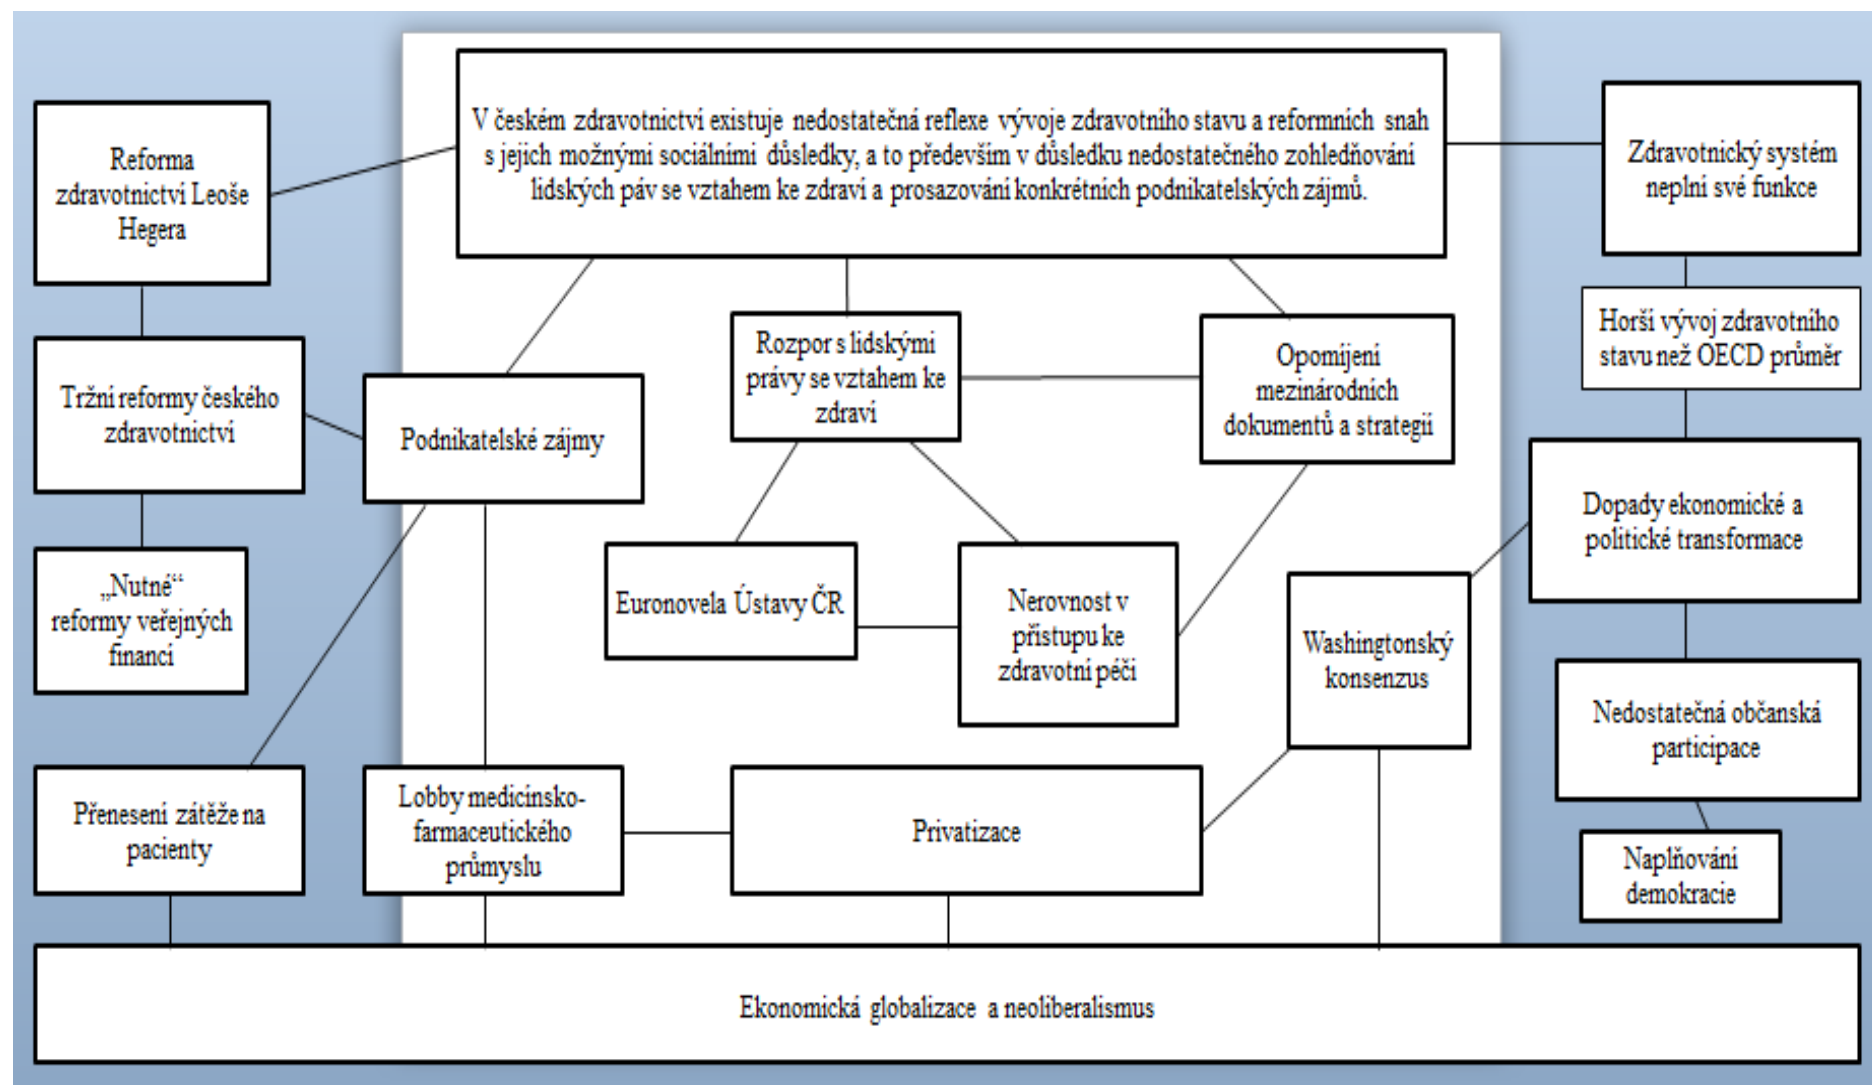 V českém zdravotnictví existuje nedostatečná reflexe vývoje zdravotního stavu a reformních snah
s jejich možnými sociálními důsledky, a to především v důsledku nedostatečného zohledňování
lidských páv se vztahem ke zdraví a prosazování konkrétních podnikatelských zájmů.
Reforma
zdravotnictví Leoše
Hegera
Zdravotnický systém
neplní své funkce
Horší vývoj zdravotního
stavu než OECD průměr
Rozpor s lidskými
právy se vztahem ke
zdraví
Opomíjení
mezinárodních
dokumentů a strategií
Tržní reformy českého
zdravotnictví
Podnikatelské zájmy
Dopady ekonomické a
politické transformace
„Nutné“
reformy veřejných
financí
Euronovela Ústavy ČR
Nerovnost v
přístupu ke
zdravotní péči
Washingtonský
konsenzus
Nedostatečná občanská
participace
Přenesení zátěže na
pacienty
Lobby medicínsko-
farmaceutického
průmyslu
Privatizace
Naplňování
demokracie
Ekonomická globalizace a neoliberalismus